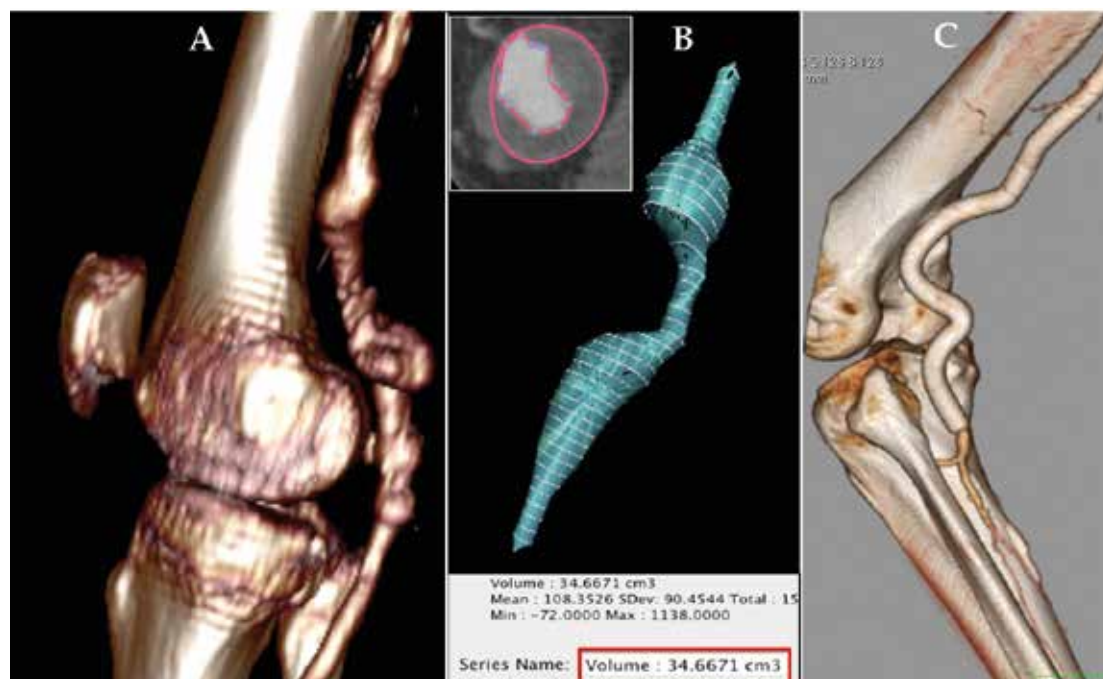 A
B
C
Volume : 34.6671 cm3
Mean : 108.3526 SDev: 90.4544 Total : 15
Min : -72.0000 Max : 1138.0000
Series Name: Volume : 34.6671 cm3